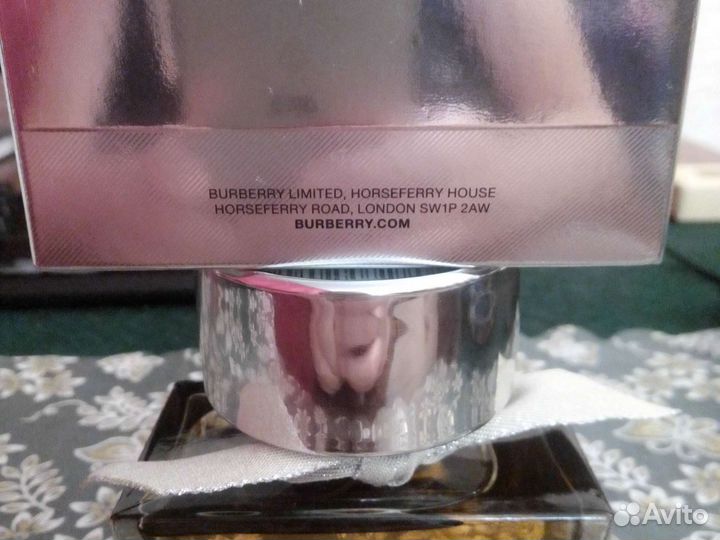 BURBERRY LIMITED, HORSEFERRY HOUSE
HORSEFERRY ROAD, LONDON SW1P 2AW
BURBERRY.COM
Avito